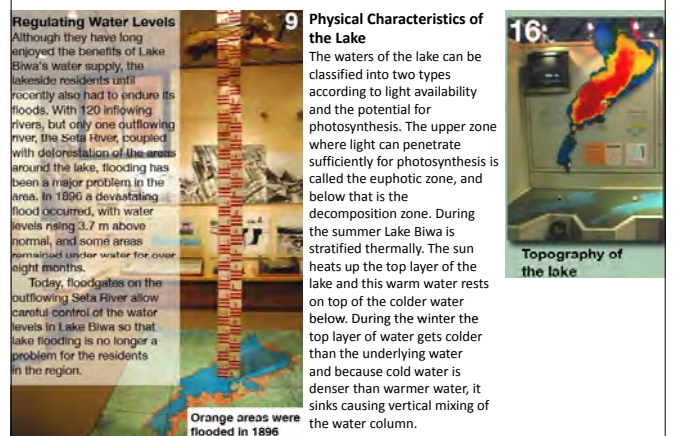 Regulating Water Levels
Although they have long
enjoyed the benefits of Lake
Biwa's water supply, the
lakeside residents until
recently also had to endure its
floods. With 120 inflowing
rivers, but only one outflowing
river, the Seta River, coupled
with deforestation of the areas
around the lake, flooding has
been a major problem in the
area. In 1896 a devastating
flood occurred, with water
levels rising 3.7 m above
normal, and some areas
remained under water for over
eight months.
Today, floodgates on the
outflowing Seta River allow
careful control of the water
levels in Lake Biwa so that
lake flooding is no longer a
problem for the residents
in the region.
9
Orange areas were
flooded in 1896
Physical Characteristics of
the Lake
The waters of the lake can be
classified into two types
according to light availability
and the potential for
photosynthesis. The upper zone
where light can penetrate
sufficiently for photosynthesis is
called the euphotic zone, and
below that is the
decomposition zone. During
the summer Lake Biwa is
stratified thermally. The sun
heats up the top layer of the
lake and this warm water rests
on top of the colder water
below. During the winter the
top layer of water gets colder
than the underlying water
and because cold water is
denser than warmer water, it
sinks causing vertical mixing of
the water column.
16
Topography of
the lake